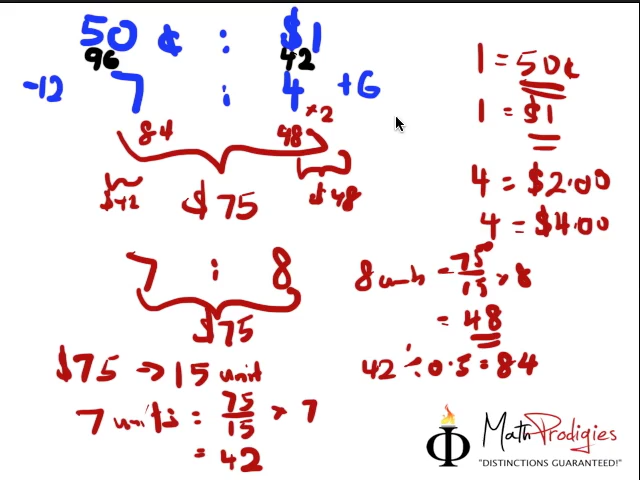 50 ¢ : $1
96 42
-12 7 : 4 +6
84 48 ×2
$42 $75 $48
7 : 8
$75
$75 → 15 unit
7 units = 75/15 × 7
= 42
1 = 50¢
1 = $1
4 = $2.00
4 = $4.00
8 units = 75/15 × 8
= 48
42 ÷ 0.5 = 84
Math Prodigies
"DISTINCTIONS GUARANTEED!"